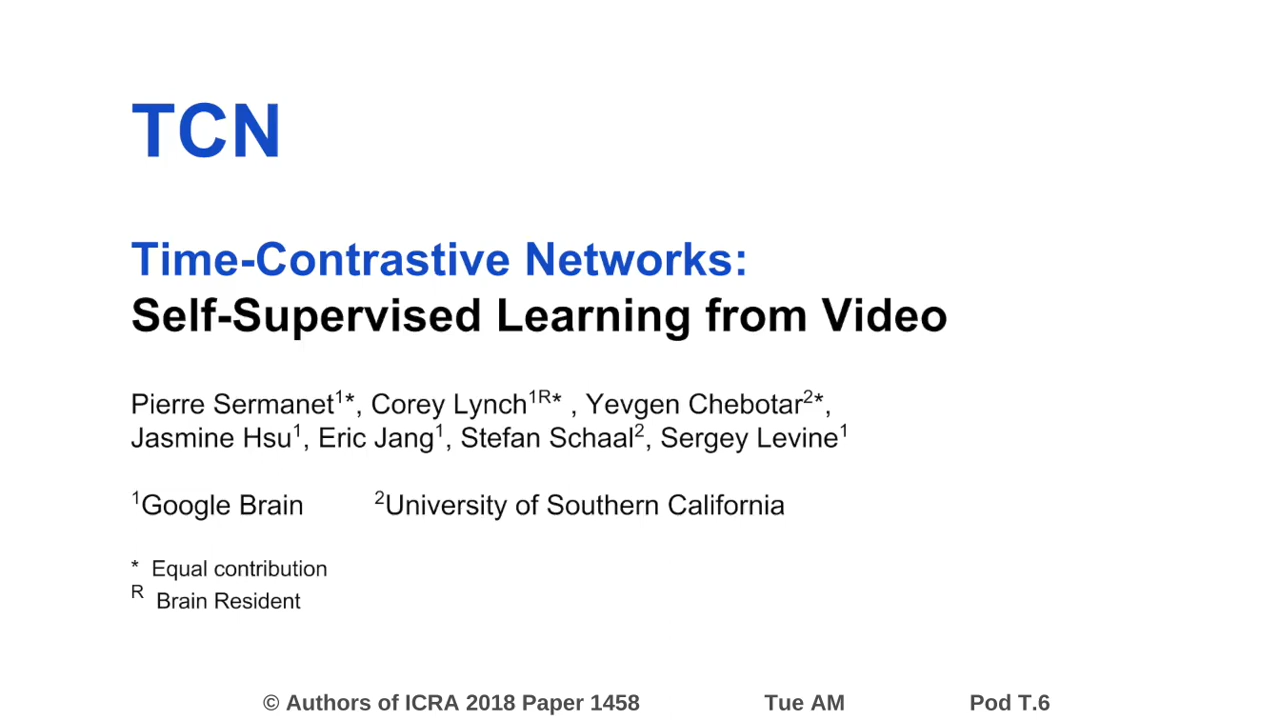 TCN
Time-Contrastive Networks:
Self-Supervised Learning from Video
Pierre Sermanet¹*, Corey Lynch¹ᴿ* , Yevgen Chebotar²*,
Jasmine Hsu¹, Eric Jang¹, Stefan Schaal², Sergey Levine¹
¹Google Brain ²University of Southern California
* Equal contribution
ᴿ Brain Resident
© Authors of ICRA 2018 Paper 1458 Tue AM Pod T.6